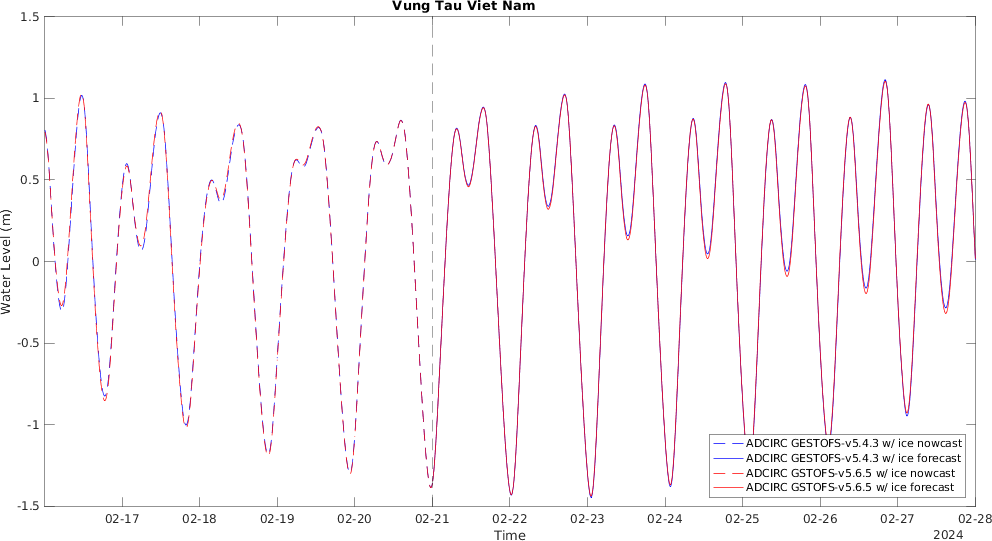 Vung Tau Viet Nam
1.5
1
0.5
0
-0.5
-1
-1.5
Water Level (m)
ADCIRC GESTOFS-v5.4.3 w/ ice nowcast
ADCIRC GESTOFS-v5.4.3 w/ ice forecast
ADCIRC GSTOFS-v5.6.5 w/ ice nowcast
ADCIRC GSTOFS-v5.6.5 w/ ice forecast
02-17 02-18 02-19 02-20 02-21 02-22 02-23 02-24 02-25 02-26 02-27 02-28
Time
2024